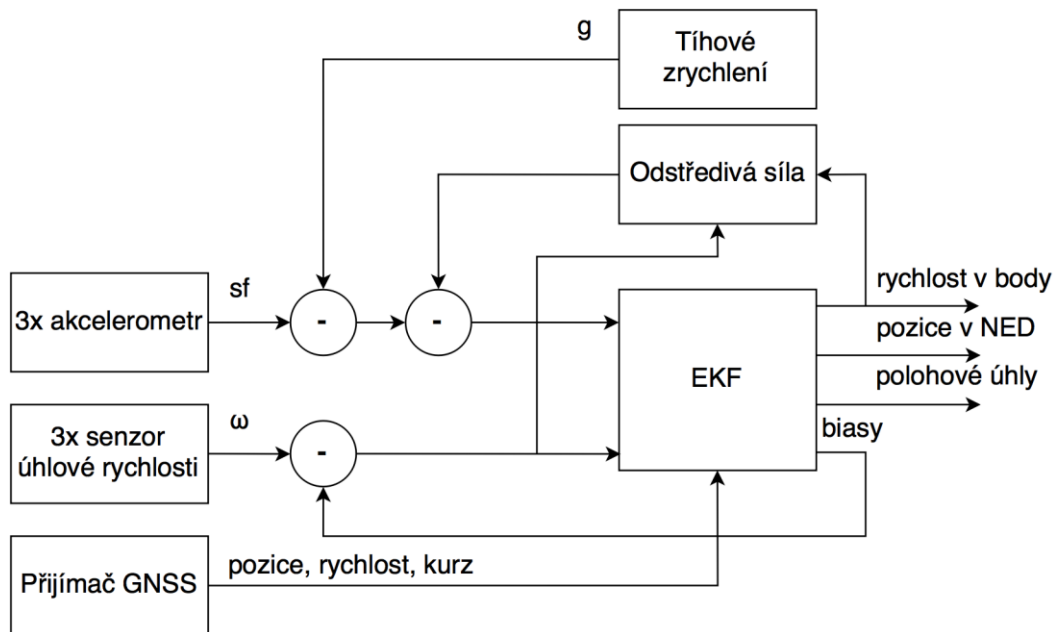 g
Tíhové
zrychlení
Odstředivá síla
sf
3x akcelerometr
-
-
rychlost v body
pozice v NED
EKF
polohové úhly
biasy
ω
3x senzor
úhlové rychlosti
-
Přijímač GNSS
pozice, rychlost, kurz